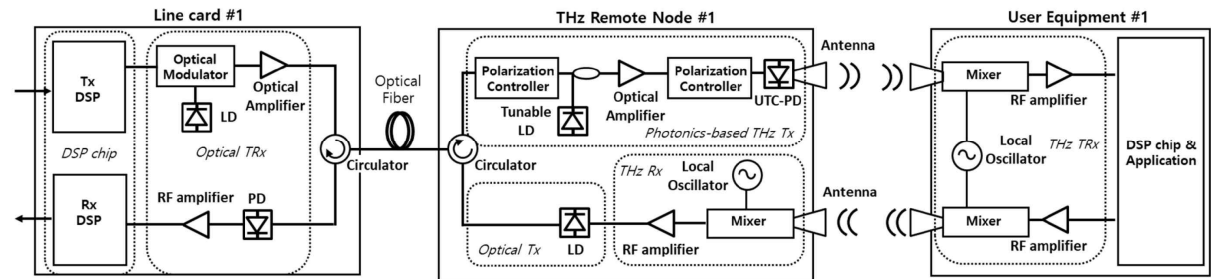 Line card #1
Tx
DSP
DSP chip
Rx
DSP
Optical
Modulator
LD
Optical
Amplifier
Optical TRx
RF amplifier
PD
Circulator
Optical
Fiber
THz Remote Node #1
Circulator
Polarization
Controller
Tunable
LD
Optical
Amplifier
Polarization
Controller
UTC-PD
Photonics-based THz Tx
THz Rx
Local
Oscillator
Mixer
RF amplifier
LD
Optical Tx
Antenna
Antenna
User Equipment #1
Mixer
RF amplifier
Local
Oscillator
THz TRx
Mixer
RF amplifier
DSP chip &
Application